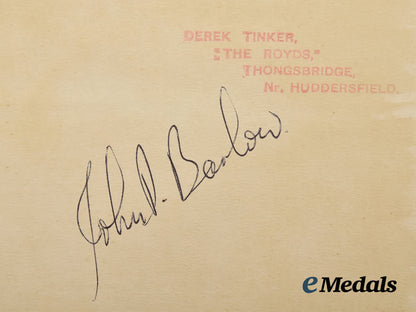 DEREK TINKER,
"THE ROYDS,"
THONGSBRIDGE,
Nr. HUDDERSFIELD.
John D. Barlow.
eMedals